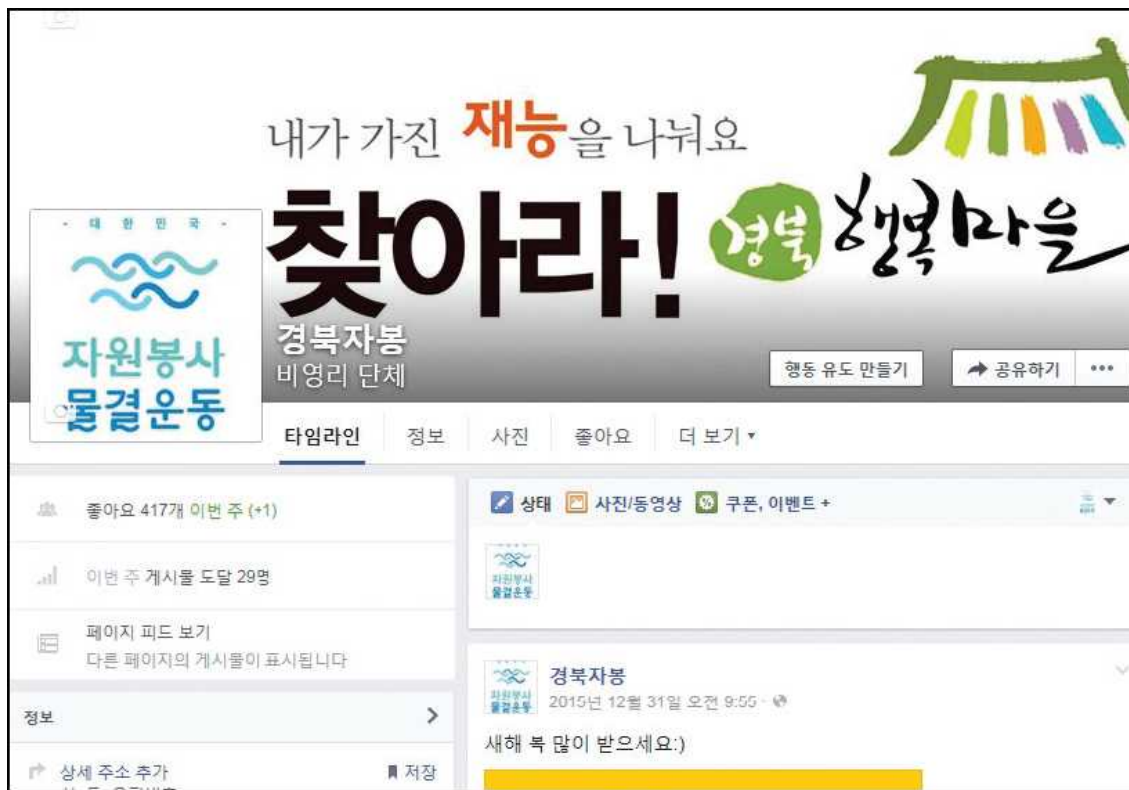 내가 가진 재능을 나눠요
찾아라! 경북 행복마을
- 대 한 민 국 -
자원봉사
물결운동
경북자봉
비영리 단체
행동 유도 만들기
공유하기
타임라인 정보 사진 좋아요 더 보기
좋아요 417개 이번 주 (+1)
이번 주 게시물 도달 29명
페이지 피드 보기
다른 페이지의 게시물이 표시됩니다
정보
상세 주소 추가
저장
상태 사진/동영상 쿠폰, 이벤트 +
자원봉사
물결운동
자원봉사
물결운동
경북자봉
2015년 12월 31일 오전 9:55
새해 복 많이 받으세요:)